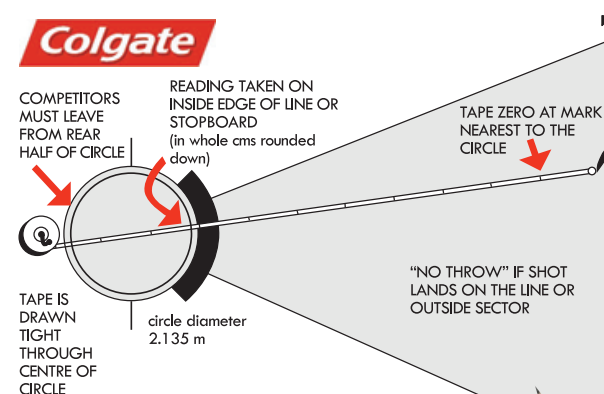 Colgate
COMPETITORS
MUST LEAVE
FROM REAR
HALF OF CIRCLE
READING TAKEN ON
INSIDE EDGE OF LINE OR
STOPBOARD
(in whole cms rounded
down)
TAPE ZERO AT MARK
NEAREST TO THE
CIRCLE
"NO THROW" IF SHOT
LANDS ON THE LINE OR
OUTSIDE SECTOR
TAPE IS
DRAWN
TIGHT
THROUGH
CENTRE OF
CIRCLE
circle diameter
2.135 m